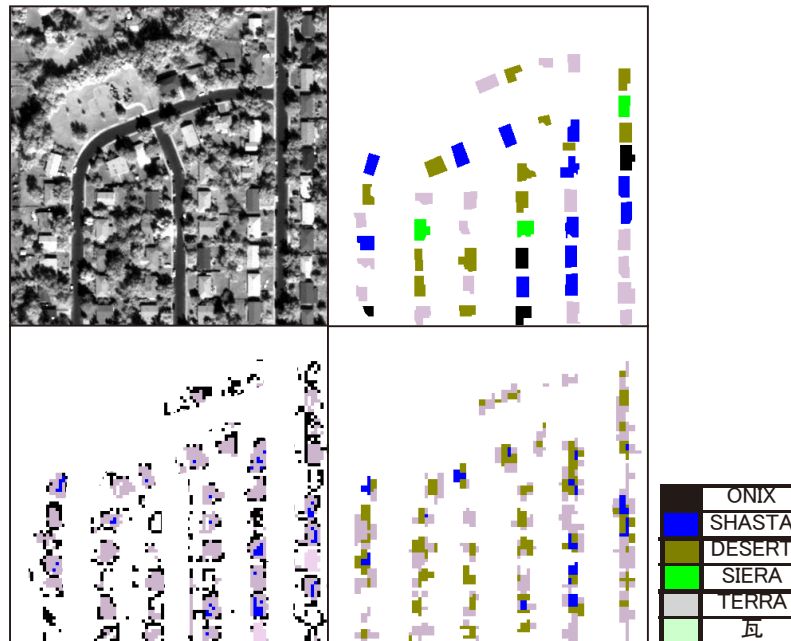 ONIX
SHASTA
DESERT
SIERA
TERRA
瓦